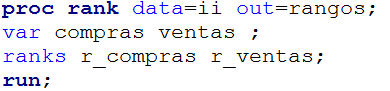 proc rank data=ii out=rangos;
var compras ventas ;
ranks r_compras r_ventas;
run;